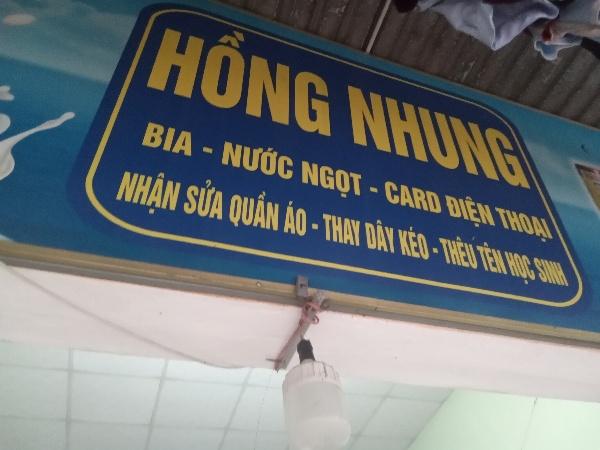 HỒNG NHUNG
BIA - NƯỚC NGỌT - CARD ĐIỆN THOẠI
NHẬN SỬA QUẦN ÁO - THAY DÂY KÉO - THÊU TÊN HỌC SINH